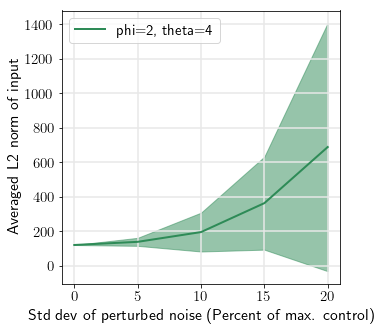 1400
phi=2, theta=4
1200
1000
800
600
400
200
0
Averaged L2 norm of input
0 5 10 15 20
Std dev of perturbed noise (Percent of max. control)